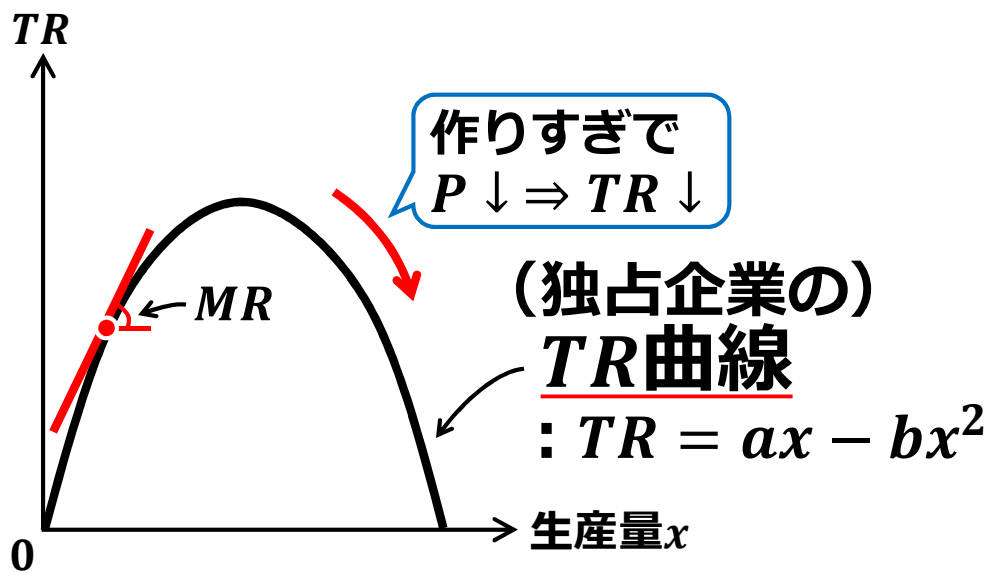 TR
作りすぎで
P↓⇒TR↓
MR
（独占企業の）
TR曲線
：TR＝ax－bx²
0
生産量x